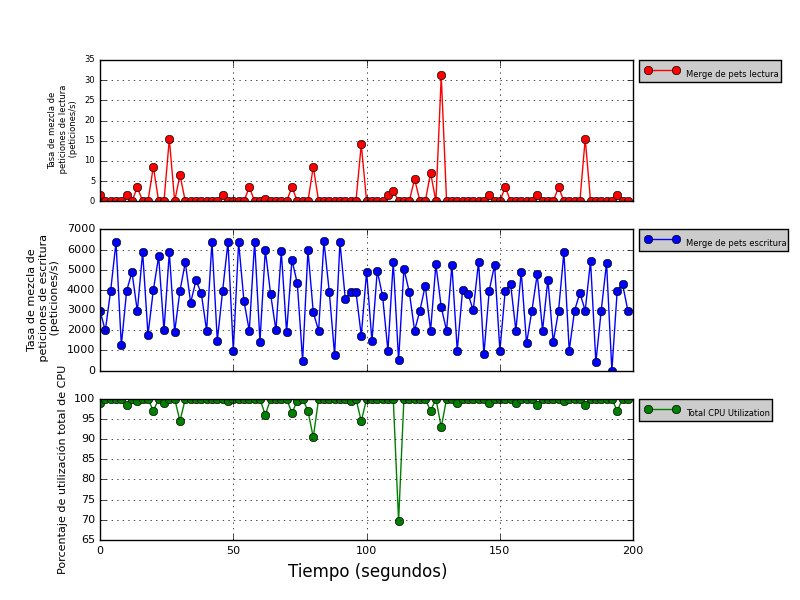 35
30
25
20
15
10
5
0
Tasa de mezcla de
peticiones de lectura
(peticiones/s)
Merge de pets lectura
7000
6000
5000
4000
3000
2000
1000
0
Tasa de mezcla de
peticiones de escritura
(peticiones/s)
Merge de pets escritura
100
95
90
85
80
75
70
65
Porcentaje de utilización total de CPU
Total CPU Utilization
0
50
100
150
200
Tiempo (segundos)